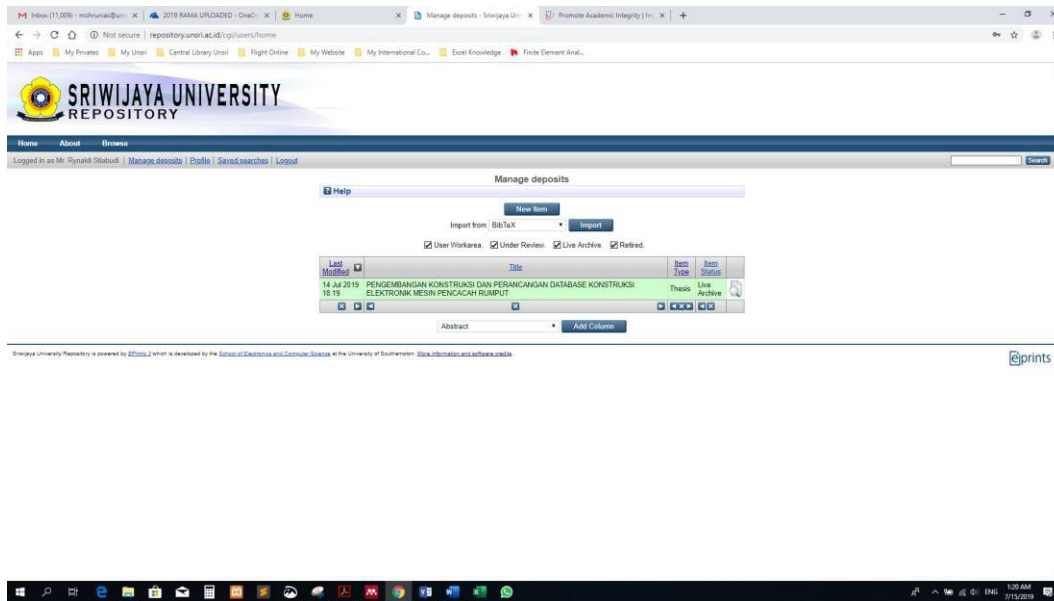 Inbox (11,008) - mohruniac@un
2019 RAMA UPLOADED - OneD
Home
Manage deposits - Sriwijaya Uni
Promote Academic Integrity | Im
Not secure | repository.unsri.ac.id/cgi/users/home
Apps My Privates My Unsri Central Library Unsri Flight Online My Website My International Co... Excel Knowledge Finite Element Anal...
SRIWIJAYA UNIVERSITY
REPOSITORY
Home About Browse
Logged in as Mr. Rynaldi Stiabudi | Manage deposits | Profile | Saved searches | Logout
Search
Manage deposits
Help
New Item
Import from BibTeX Import
User Workarea. Under Review. Live Archive. Retired.
Last Modified Title Item Type Item Status
14 Jul 2019 18:19 PENGEMBANGAN KONSTRUKSI DAN PERANCANGAN DATABASE KONSTRUKSI
ELEKTRONIK MESIN PENCACAH RUMPUT Thesis Live Archive
Abstract Add Column
Sriwijaya University Repository is powered by EPrints 3 which is developed by the School of Electronics and Computer Science at the University of Southampton. More information and software credits.
eprints
ENG
1:20 AM
7/15/2019